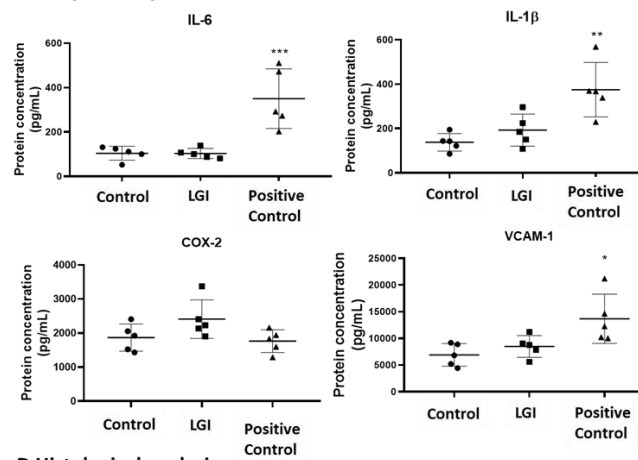 IL-6
***
600
400
200
0
Protein concentration
(pg/mL)
Control
LGI
Positive
Control
IL-1β
**
600
400
200
0
Protein concentration
(pg/mL)
Control
LGI
Positive
Control
COX-2
4000
3000
2000
1000
0
Protein concentration
(pg/mL)
Control
LGI
Positive
Control
VCAM-1
*
25000
20000
15000
10000
5000
0
Protein concentration
(pg/mL)
Control
LGI
Positive
Control